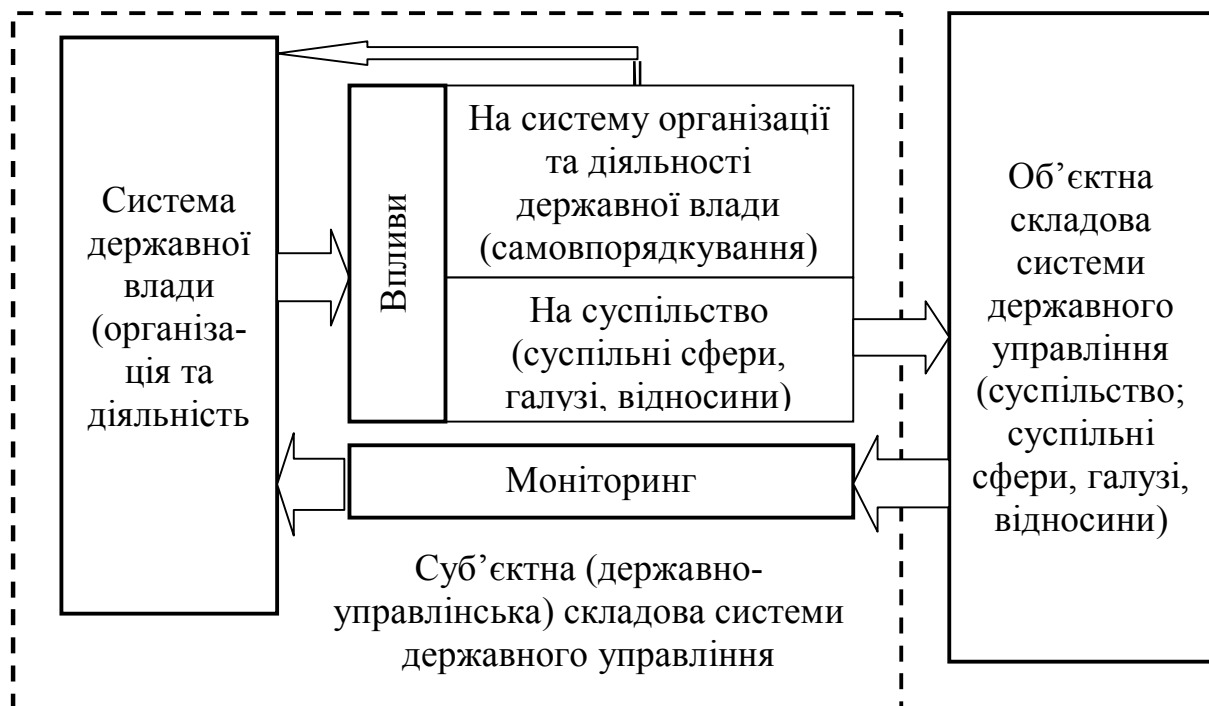 Система
державної
влади
(організа-
ція та
діяльність
Впливи
На систему організації
та діяльності
державної влади
(самовпорядкування)
На суспільство
(суспільні сфери,
галузі, відносини)
Моніторинг
Суб’єктна (державно-
управлінська) складова системи
державного управління
Об’єктна
складова
системи
державного
управління
(суспільство;
суспільні
сфери, галузі,
відносини)